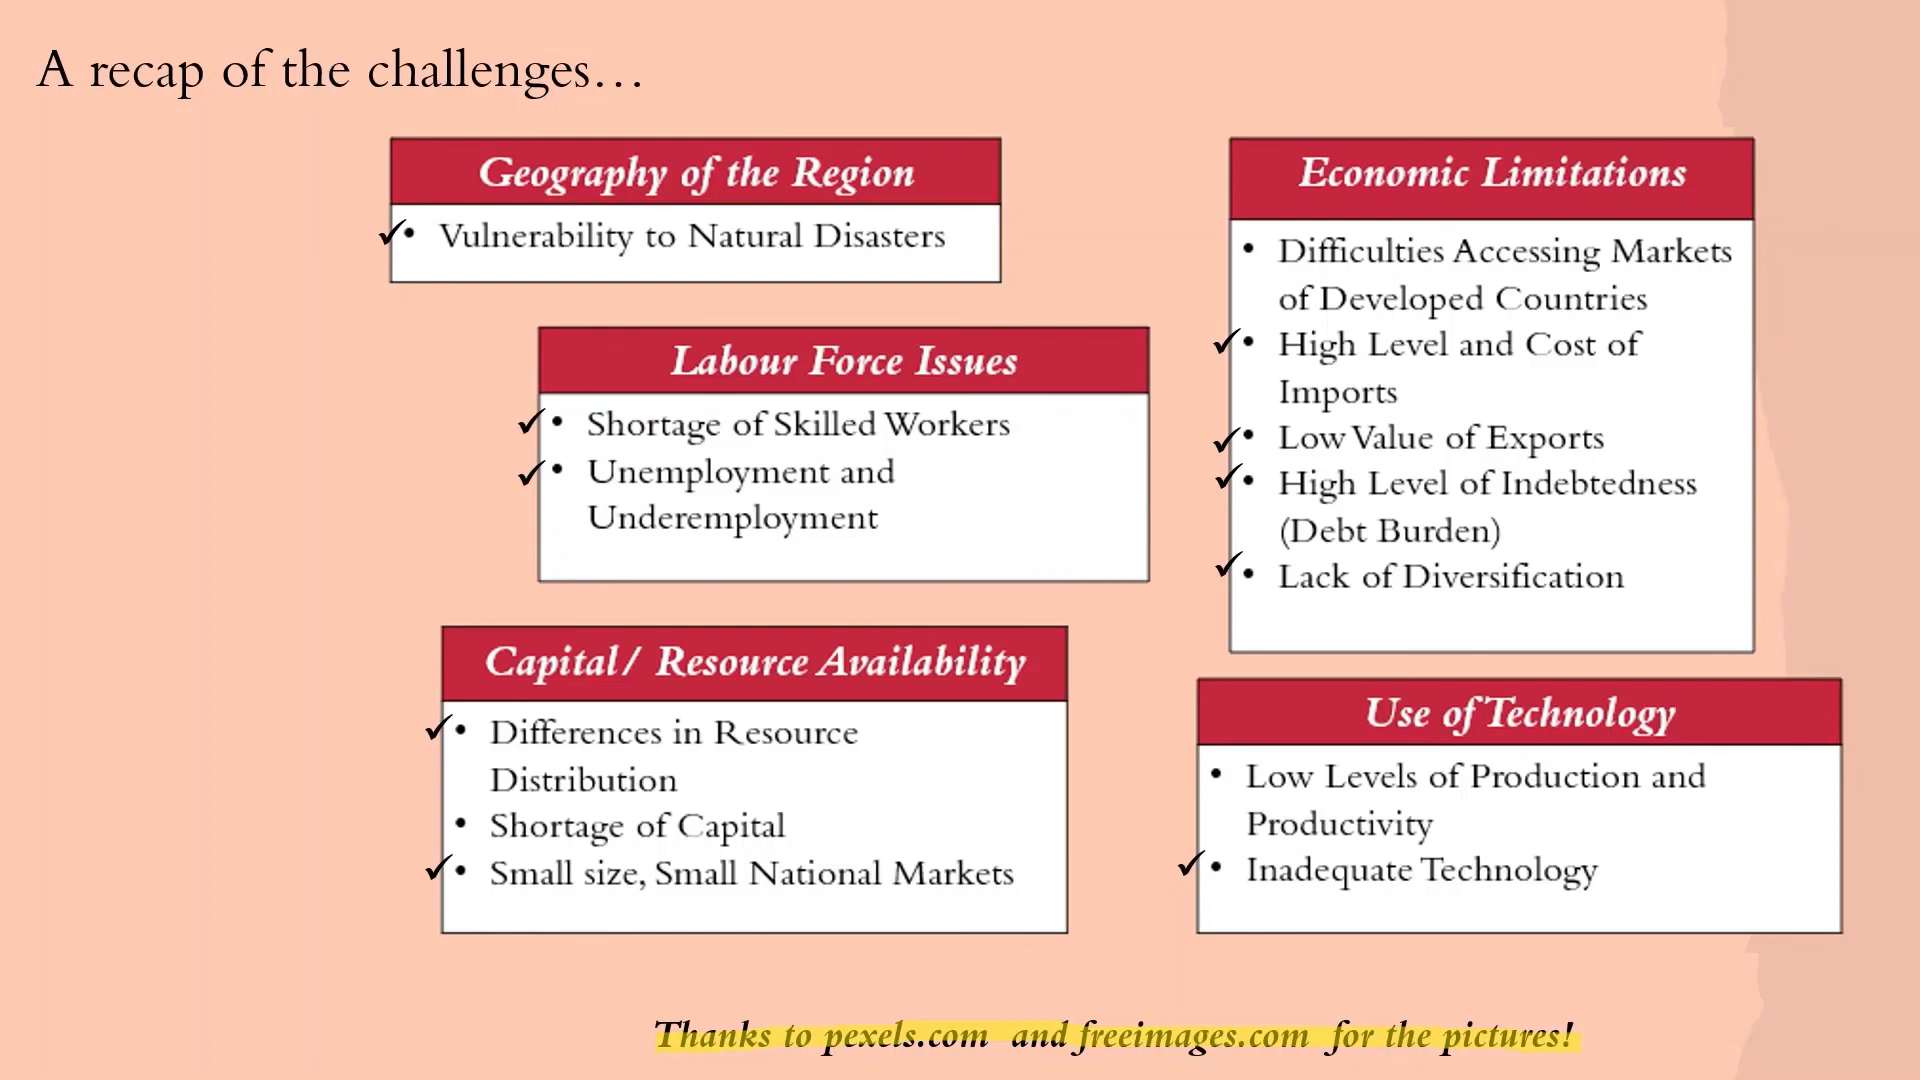 A recap of the challenges...
Geography of the Region
✓• Vulnerability to Natural Disasters
Labour Force Issues
✓• Shortage of Skilled Workers
✓• Unemployment and
Underemployment
Capital/ Resource Availability
✓• Differences in Resource
Distribution
• Shortage of Capital
✓• Small size, Small National Markets
Economic Limitations
• Difficulties Accessing Markets
of Developed Countries
✓• High Level and Cost of
Imports
✓• Low Value of Exports
✓• High Level of Indebtedness
(Debt Burden)
✓• Lack of Diversification
Use of Technology
• Low Levels of Production and
Productivity
✓• Inadequate Technology
Thanks to pexels.com and freeimages.com for the pictures!